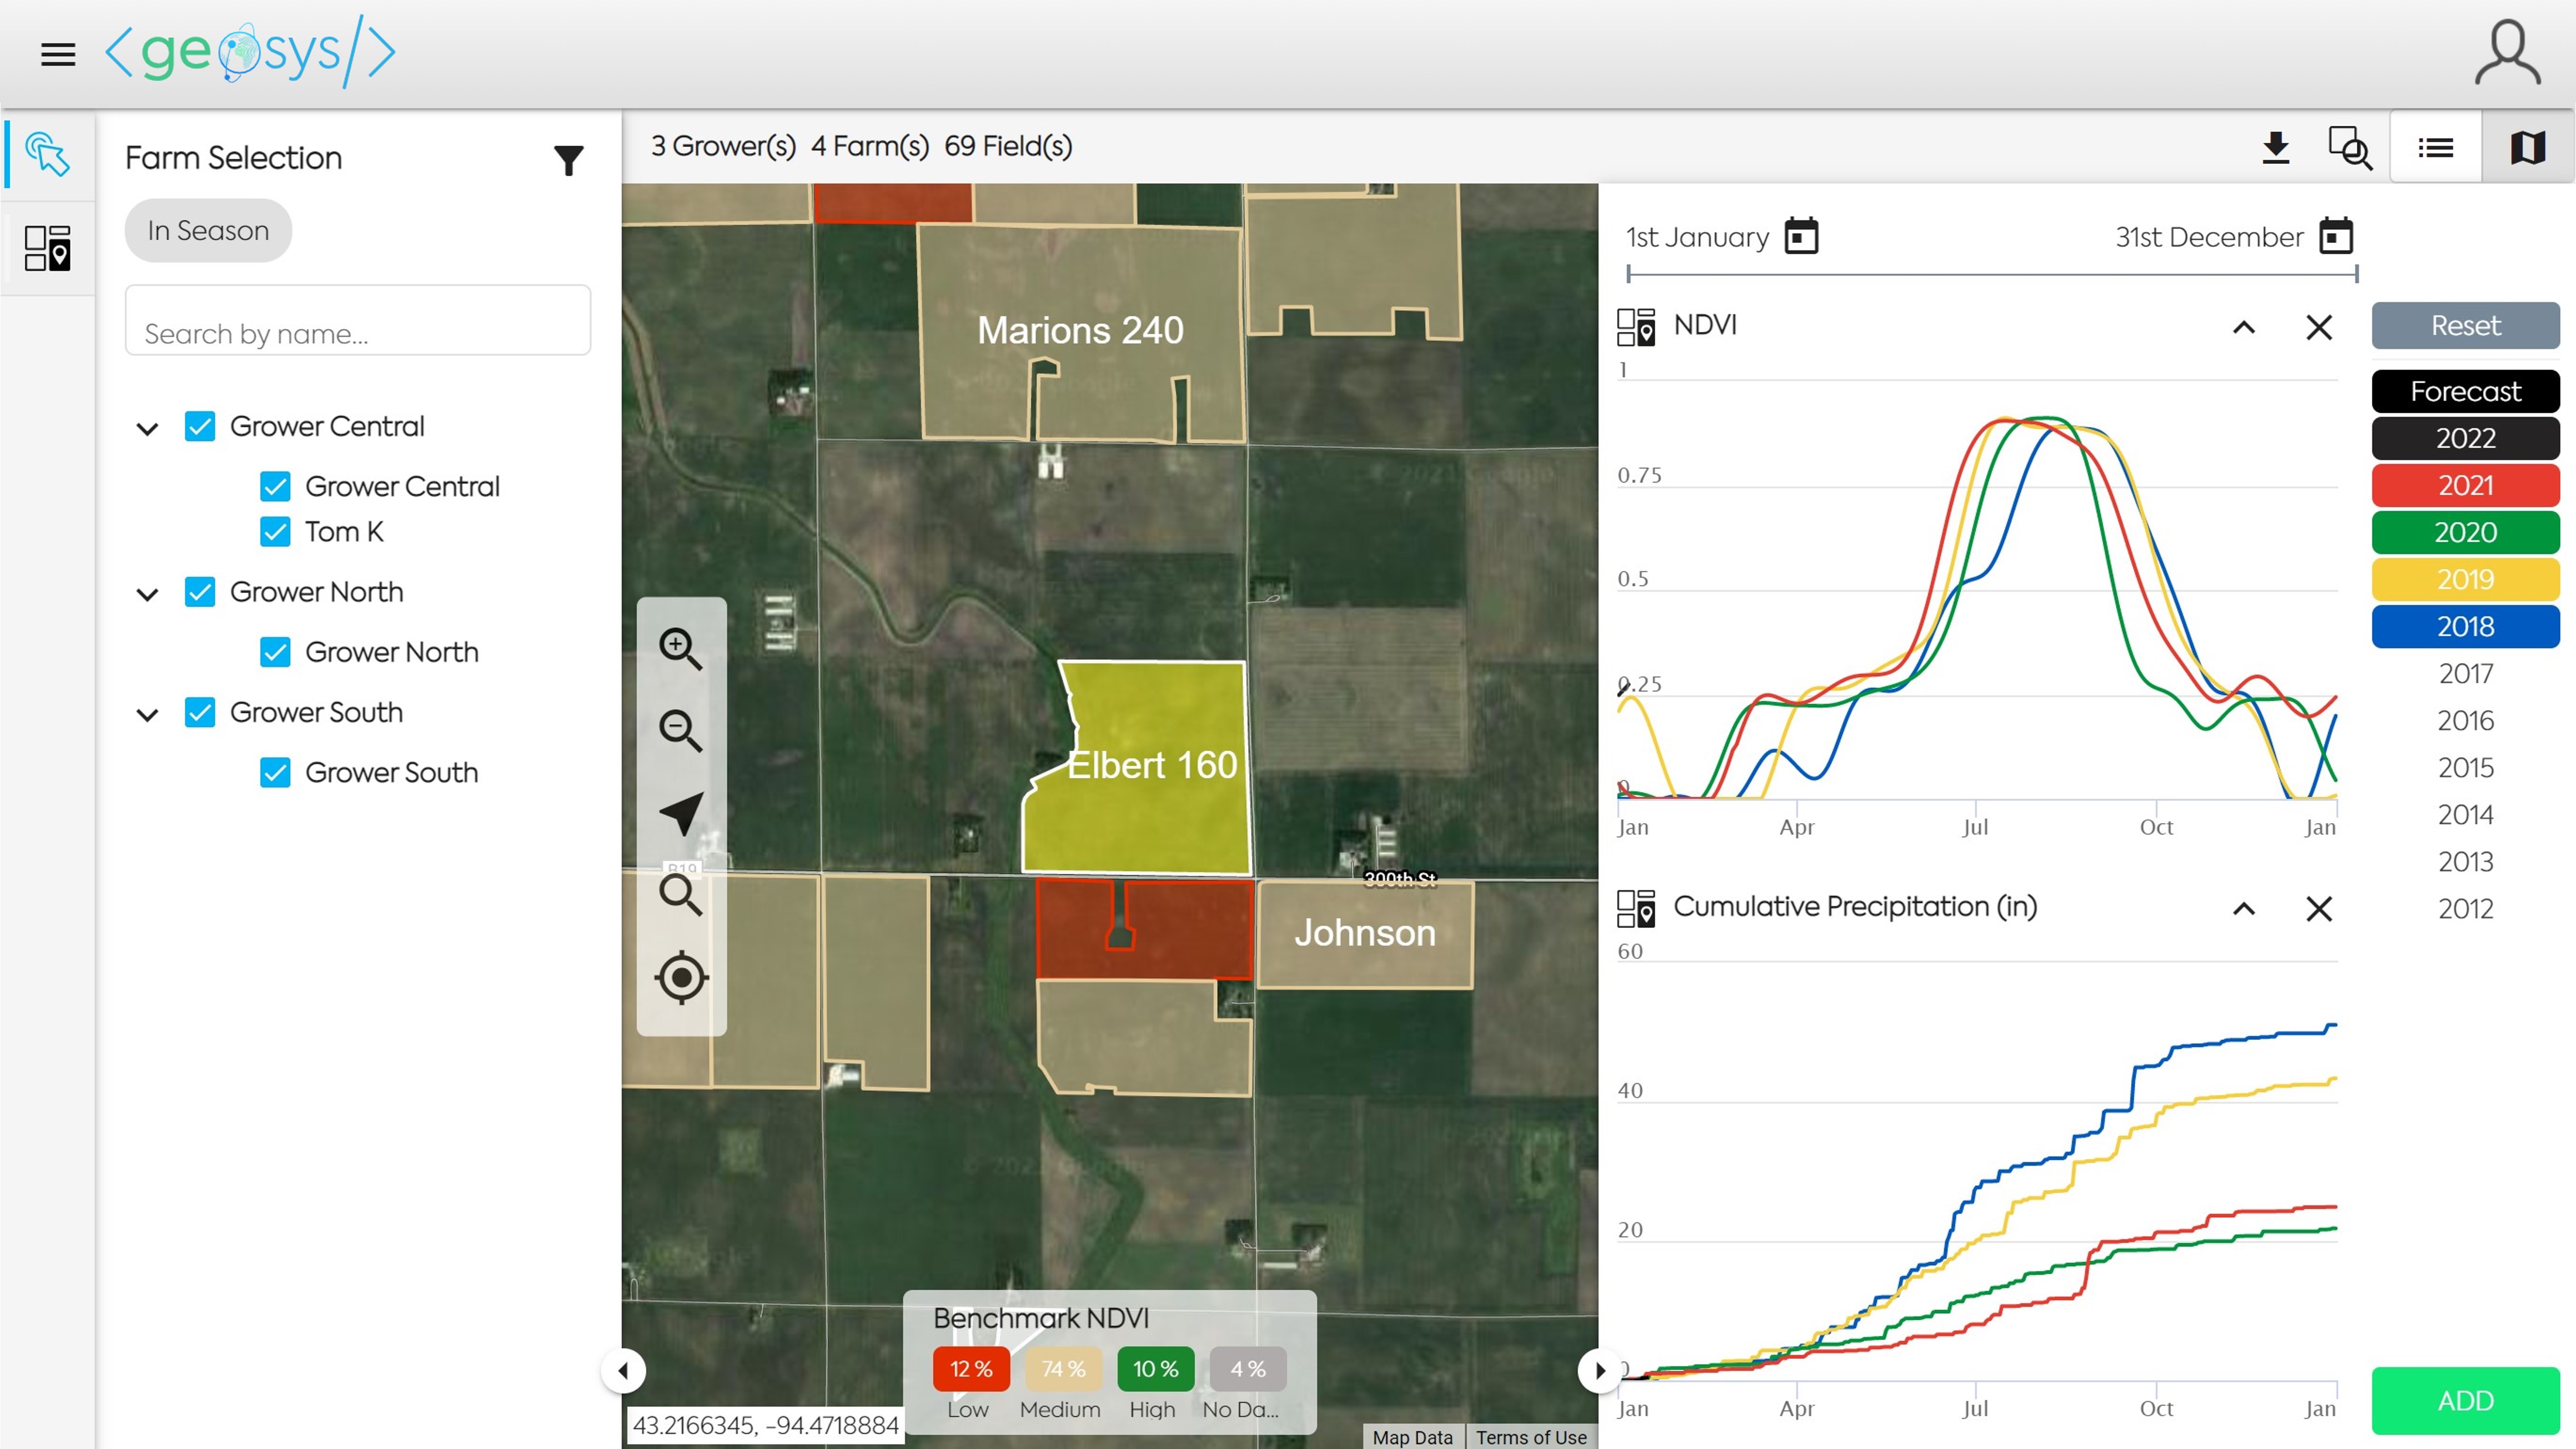 <geosys/>
Farm Selection
In Season
Search by name...
Grower Central
Grower Central
Tom K
Grower North
Grower North
Grower South
Grower South
3 Grower(s) 4 Farm(s) 69 Field(s)
Marions 240
Elbert 160
B19
300th St
Johnson
Benchmark NDVI
12 % 74 % 10 % 4 %
Low Medium High No Da...
43.2166345, -94.4718884
Map Data Terms of Use
1st January 31st December
NDVI
1
0.75
0.5
0.25
0
Jan Apr Jul Oct Jan
Cumulative Precipitation (in)
60
40
20
0
Jan Apr Jul Oct Jan
Reset
Forecast
2022
2021
2020
2019
2018
2017
2016
2015
2014
2013
2012
ADD